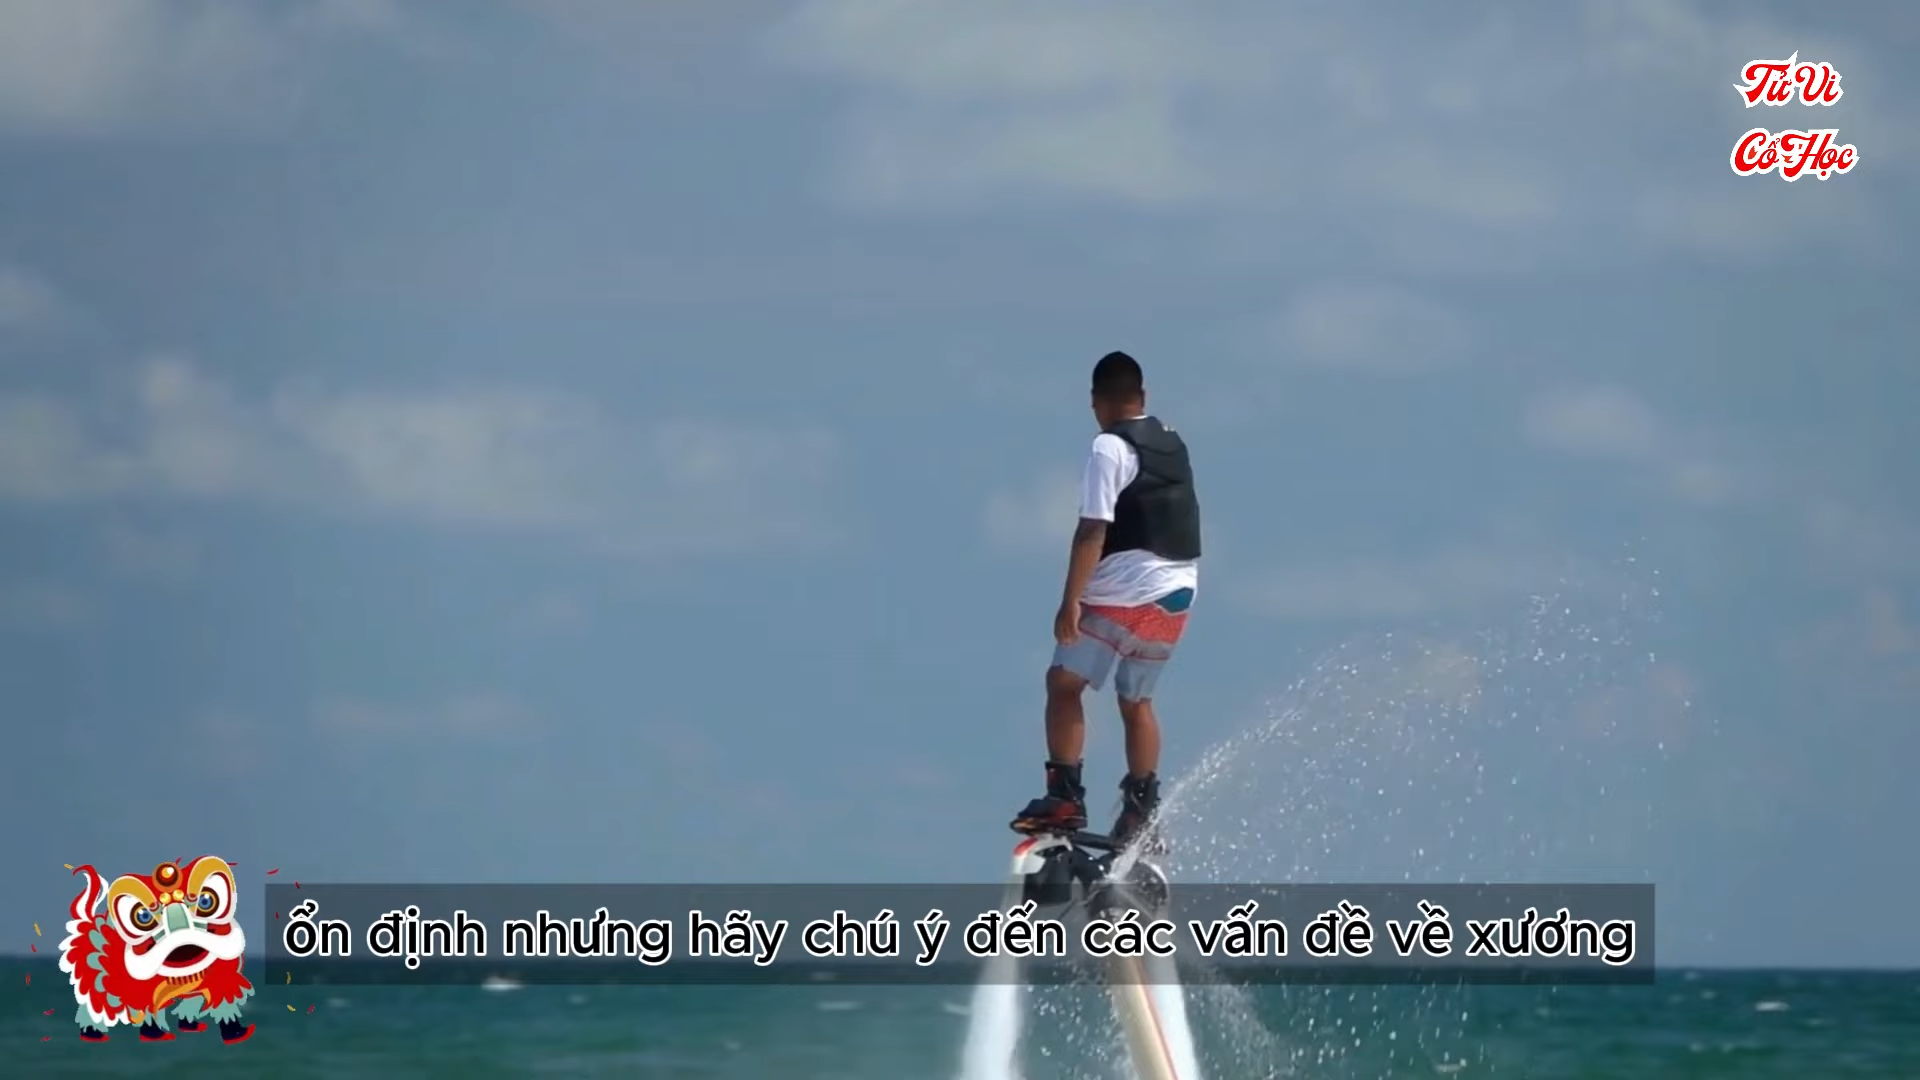 Tử Vi
Cổ Học
ổn định nhưng hãy chú ý đến các vấn đề về xương